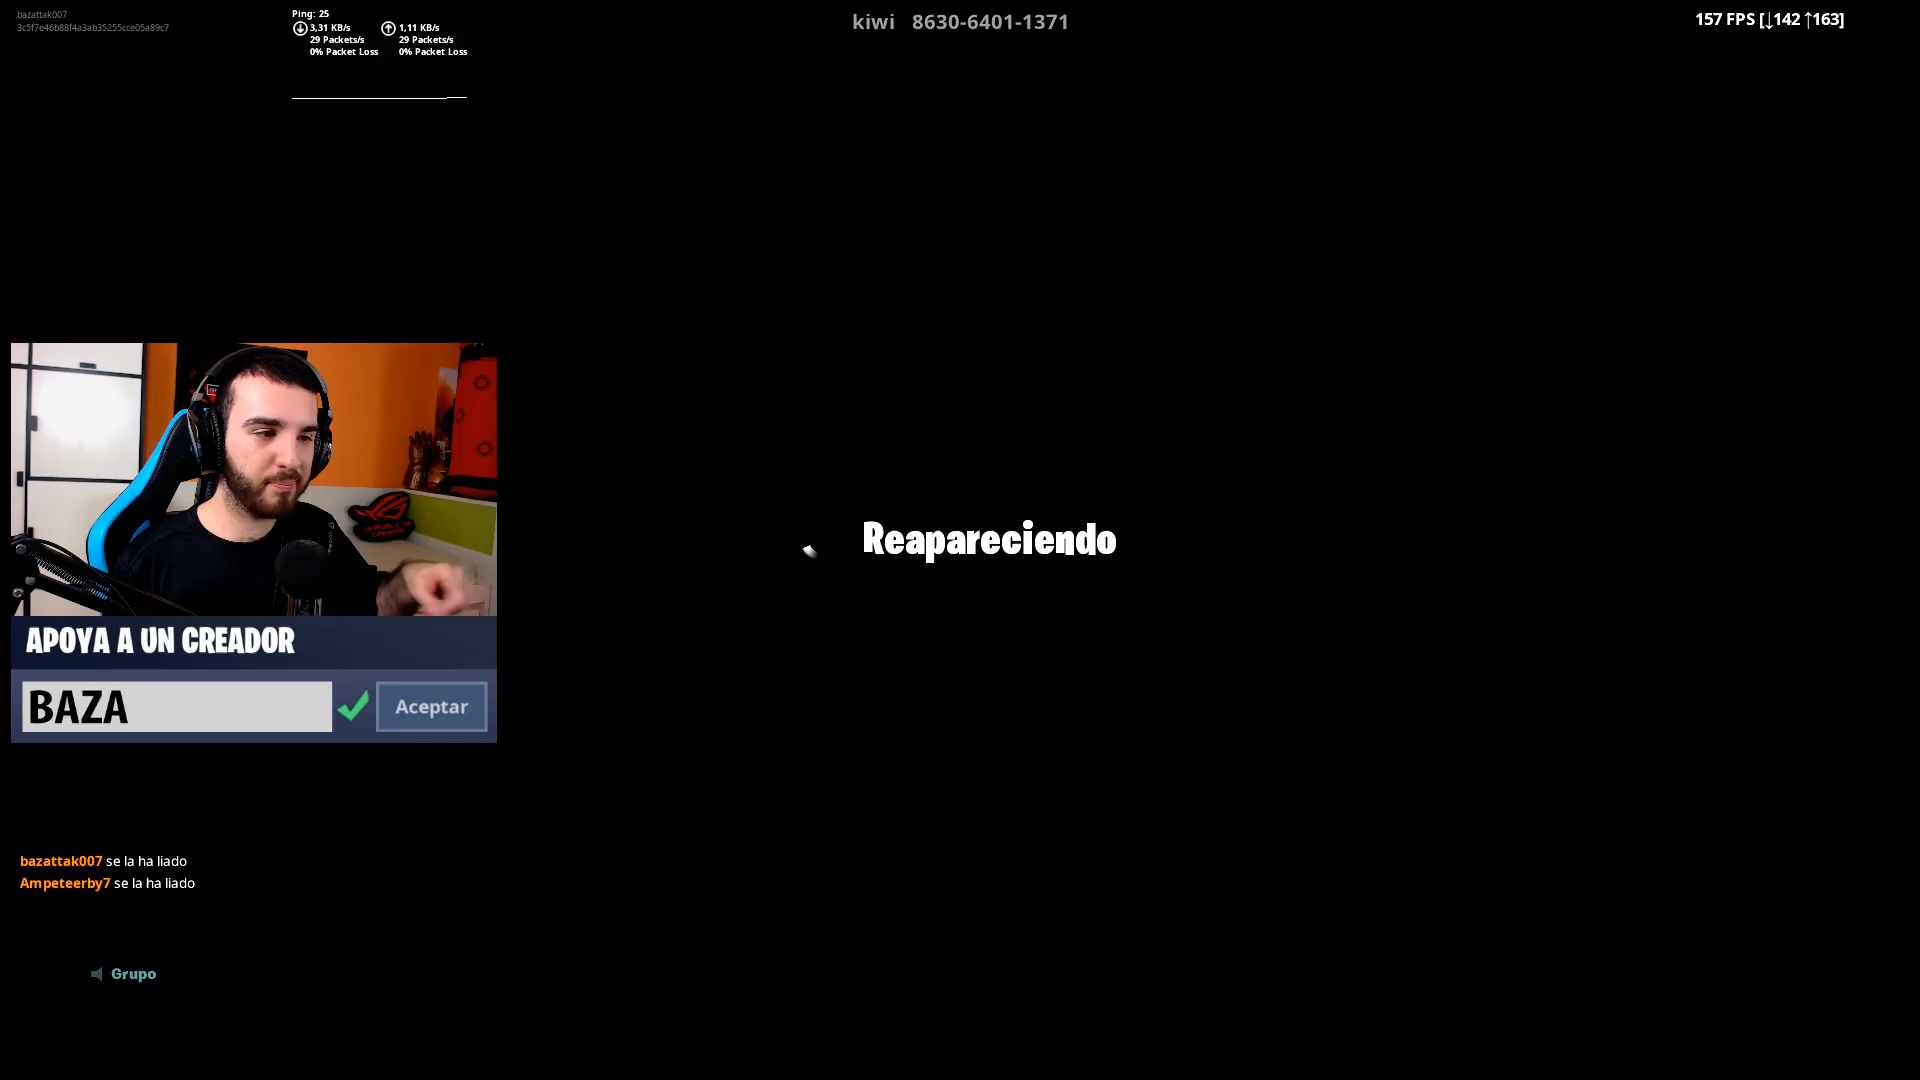 bazattak007
3c5f7e46b88f4a3ab35255cce05a89c7
Ping: 25
3,31 KB/s 1,11 KB/s
29 Packets/s 29 Packets/s
0% Packet Loss 0% Packet Loss
kiwi 8630-6401-1371
157 FPS [↓142 ↑163]
Reapareciendo
APOYA A UN CREADOR
BAZA
Aceptar
bazattak007 se la ha liado
Ampeteerby7 se la ha liado
Grupo